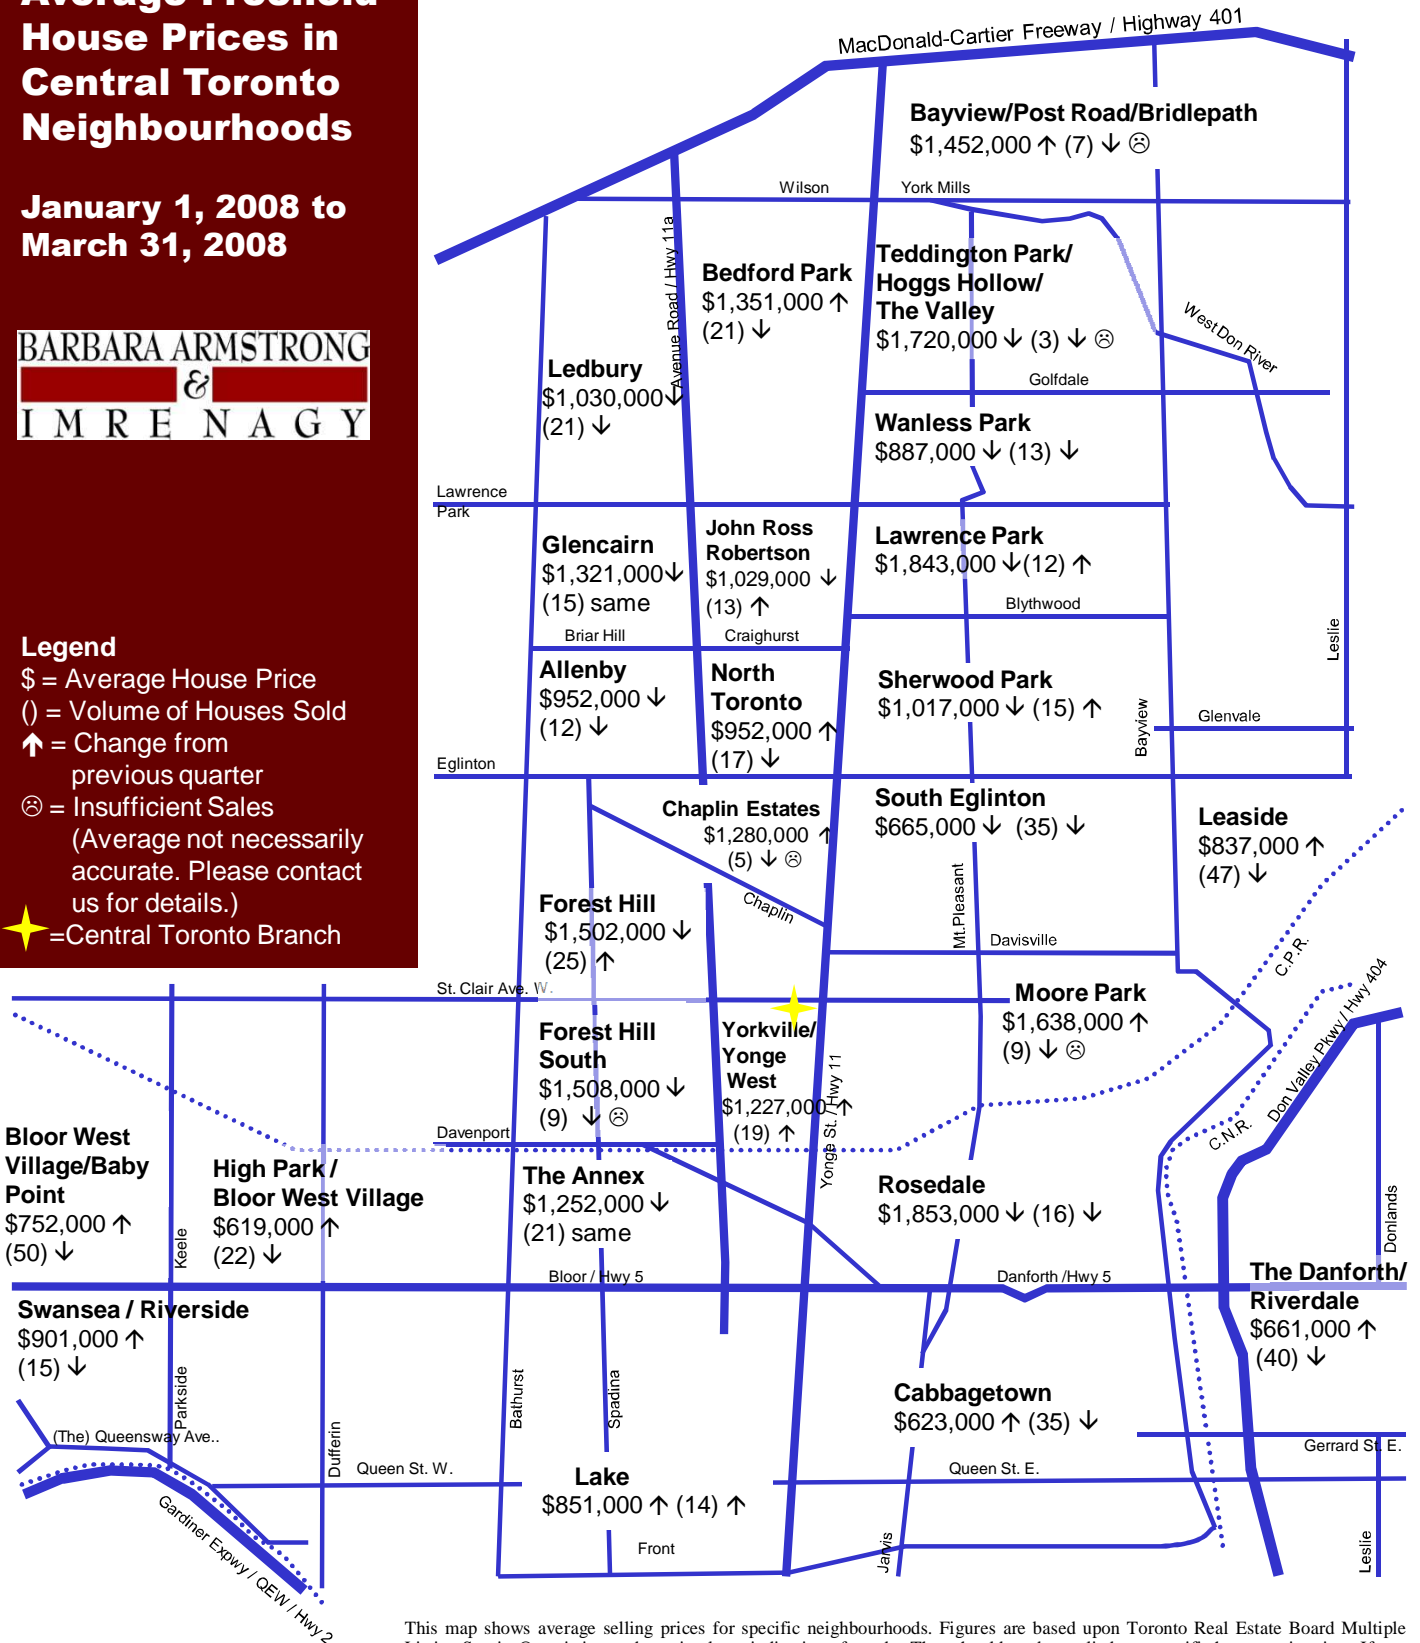 Average Freehold
House Prices in
Central Toronto
Neighbourhoods
January 1, 2008 to
March 31, 2008
BARBARA ARMSTRONG
&
IMRE NAGY
Legend
$ = Average House Price
() = Volume of Houses Sold
↑ = Change from
previous quarter
☹ = Insufficient Sales
(Average not necessarily
accurate. Please contact
us for details.)
=Central Toronto Branch
MacDonald-Cartier Freeway / Highway 401
Bayview/Post Road/Bridlepath
$1,452,000 ↑ (7) ↓ ☹
Wilson
York Mills
Avenue Road / Hwy 11a
Bedford Park
$1,351,000 ↑
(21) ↓
Teddington Park/
Hoggs Hollow/
The Valley
$1,720,000 ↓ (3) ↓ ☹
West Don River
Ledbury
$1,030,000↓
(21) ↓
Golfdale
Wanless Park
$887,000 ↓ (13) ↓
Lawrence
Park
Glencairn
$1,321,000↓
(15) same
John Ross
Robertson
$1,029,000 ↓
(13) ↑
Lawrence Park
$1,843,000 ↓(12) ↑
Blythwood
Briar Hill
Craighurst
Leslie
Allenby
$952,000 ↓
(12) ↓
North
Toronto
$952,000 ↑
(17) ↓
Sherwood Park
$1,017,000 ↓ (15) ↑
Bayview
Glenvale
Eglinton
Chaplin Estates
$1,280,000 ↑
(5) ↓ ☹
South Eglinton
$665,000 ↓ (35) ↓
Leaside
$837,000 ↑
(47) ↓
Chaplin
Mt.Pleasant
Forest Hill
$1,502,000 ↓
(25) ↑
Davisville
C.P.R.
St. Clair Ave. W.
Moore Park
$1,638,000 ↑
(9) ↓ ☹
Don Valley Pkwy / Hwy 404
Forest Hill
South
$1,508,000 ↓
(9) ↓ ☹
Yorkville/
Yonge
West
$1,227,000 ↑
(19) ↑
Yonge St. / Hwy 11
C.N.R.
Davenport
Bloor West
Village/Baby
Point
$752,000 ↑
(50) ↓
Keele
High Park /
Bloor West Village
$619,000 ↑
(22) ↓
The Annex
$1,252,000 ↓
(21) same
Rosedale
$1,853,000 ↓ (16) ↓
Donlands
Bloor / Hwy 5
Danforth /Hwy 5
The Danforth/
Riverdale
$661,000 ↑
(40) ↓
Swansea / Riverside
$901,000 ↑
(15) ↓
Parkside
Dufferin
Bathurst
Spadina
Cabbagetown
$623,000 ↑ (35) ↓
(The) Queensway Ave..
Gerrard St. E.
Queen St. W.
Queen St. E.
Lake
$851,000 ↑ (14) ↑
Gardiner Expwy / QEW / Hwy 2
Front
Jarvis
Leslie
This map shows average selling prices for specific neighbourhoods. Figures are based upon Toronto Real Estate Board Multiple